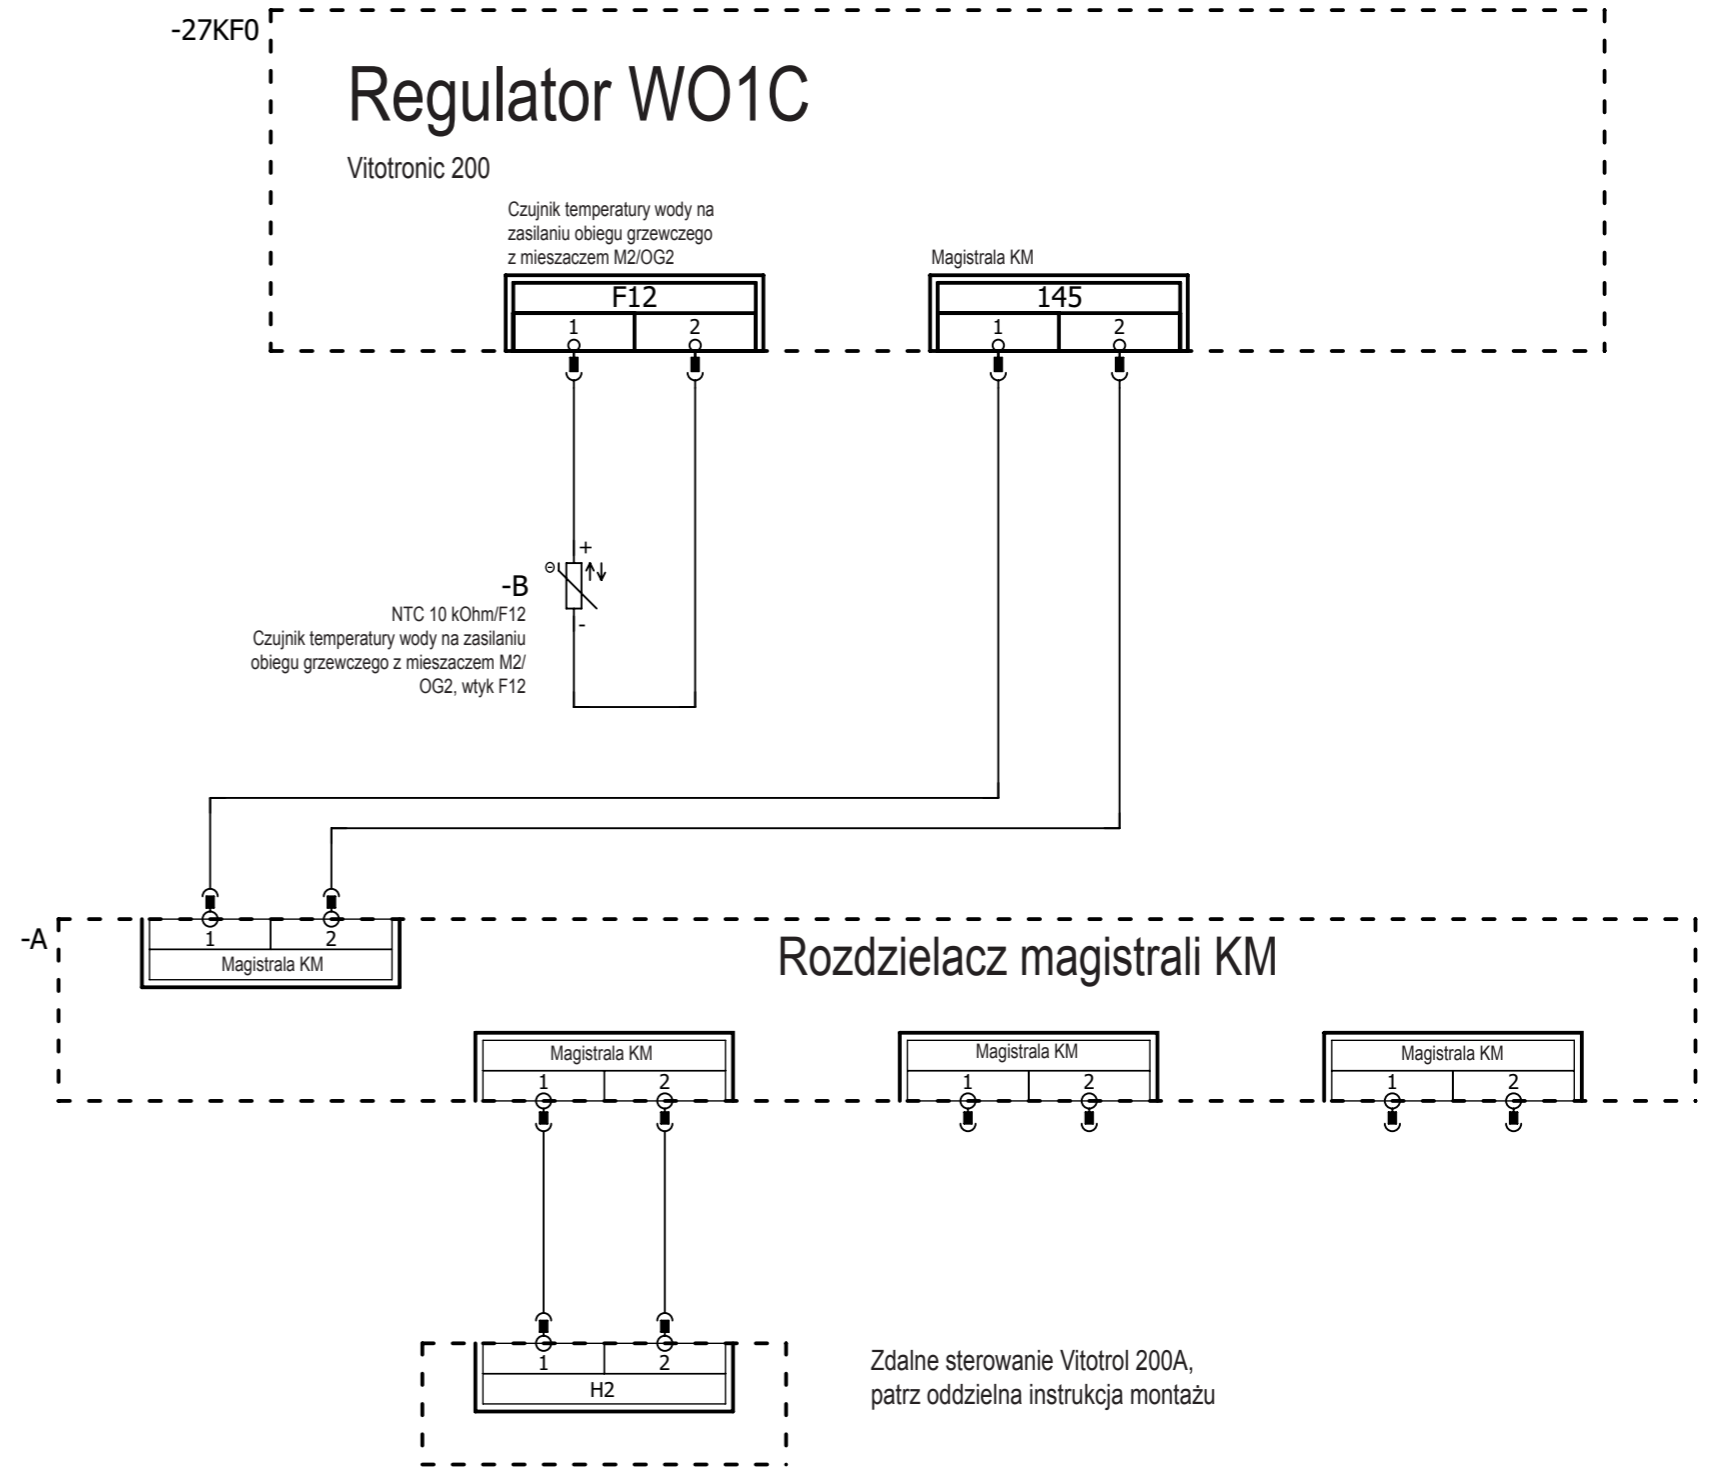 -27KF0
Regulator WO1C
Vitotronic 200
Czujnik temperatury wody na
zasilaniu obiegu grzewczego
z mieszaczem M2/OG2
Magistrala KM
F12
1 2
145
1 2
+
Θ
-B
-
NTC 10 kOhm/F12
Czujnik temperatury wody na zasilaniu
obiegu grzewczego z mieszaczem M2/
OG2, wtyk F12
-A
1 2
Magistrala KM
Rozdzielacz magistrali KM
Magistrala KM
1 2
Magistrala KM
1 2
Magistrala KM
1 2
1 2
H2
Zdalne sterowanie Vitotrol 200A,
patrz oddzielna instrukcja montażu